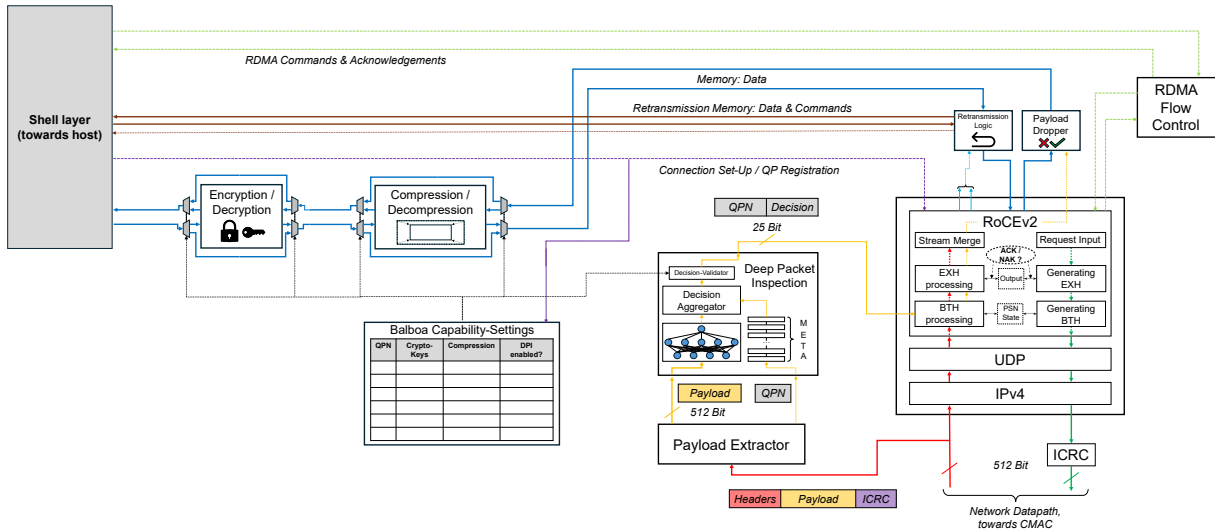 Shell layer
(towards host)
RDMA Commands & Acknowledgements
Memory: Data
Retransmission Memory: Data & Commands
Connection Set-Up / QP Registration
Retransmission
Logic
Payload
Dropper
RDMA
Flow
Control
Encryption /
Decryption
Compression /
Decompression
QPN Decision
25 Bit
Decision-Validator
Deep Packet
Inspection
Decision
Aggregator
M
E
T
A
Balboa Capability-Settings
QPN Crypto-Keys Compression DPI enabled?
Payload QPN
512 Bit
Payload Extractor
Headers Payload ICRC
RoCEv2
Stream Merge
Request Input
ACK /
NAK ?
EXH
processing
Output
Generating
EXH
BTH
processing
PSN
State
Generating
BTH
UDP
IPv4
512 Bit
ICRC
Network Datapath,
towards CMAC